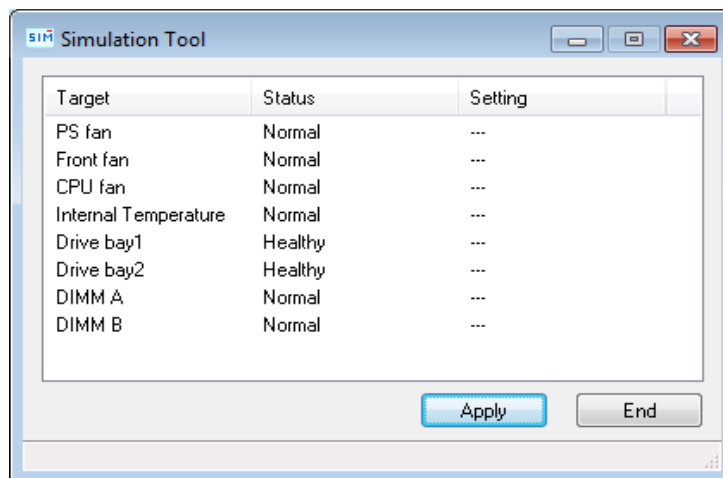 SIM Simulation Tool
Target Status Setting
PS fan Normal ---
Front fan Normal ---
CPU fan Normal ---
Internal Temperature Normal ---
Drive bay1 Healthy ---
Drive bay2 Healthy ---
DIMM A Normal ---
DIMM B Normal ---
Apply End